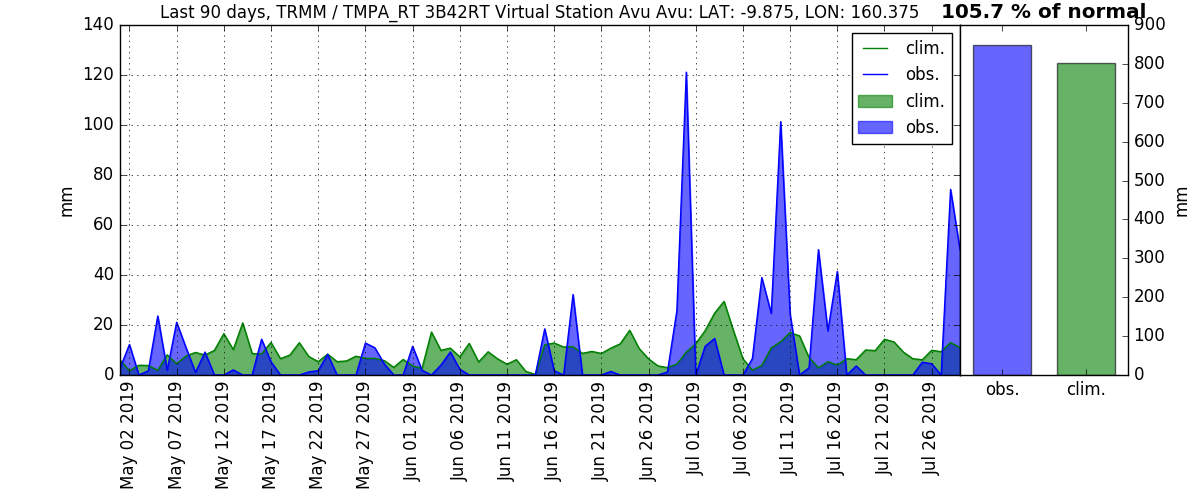 Last 90 days, TRMM / TMPA_RT 3B42RT Virtual Station Avu Avu: LAT: -9.875, LON: 160.375
105.7 % of normal
140
120
100
80
60
40
20
0
mm
clim.
obs.
clim.
obs.
May 02 2019
May 07 2019
May 12 2019
May 17 2019
May 22 2019
May 27 2019
Jun 01 2019
Jun 06 2019
Jun 11 2019
Jun 16 2019
Jun 21 2019
Jun 26 2019
Jul 01 2019
Jul 06 2019
Jul 11 2019
Jul 16 2019
Jul 21 2019
Jul 26 2019
900
800
700
600
500
400
300
200
100
0
mm
obs.
clim.